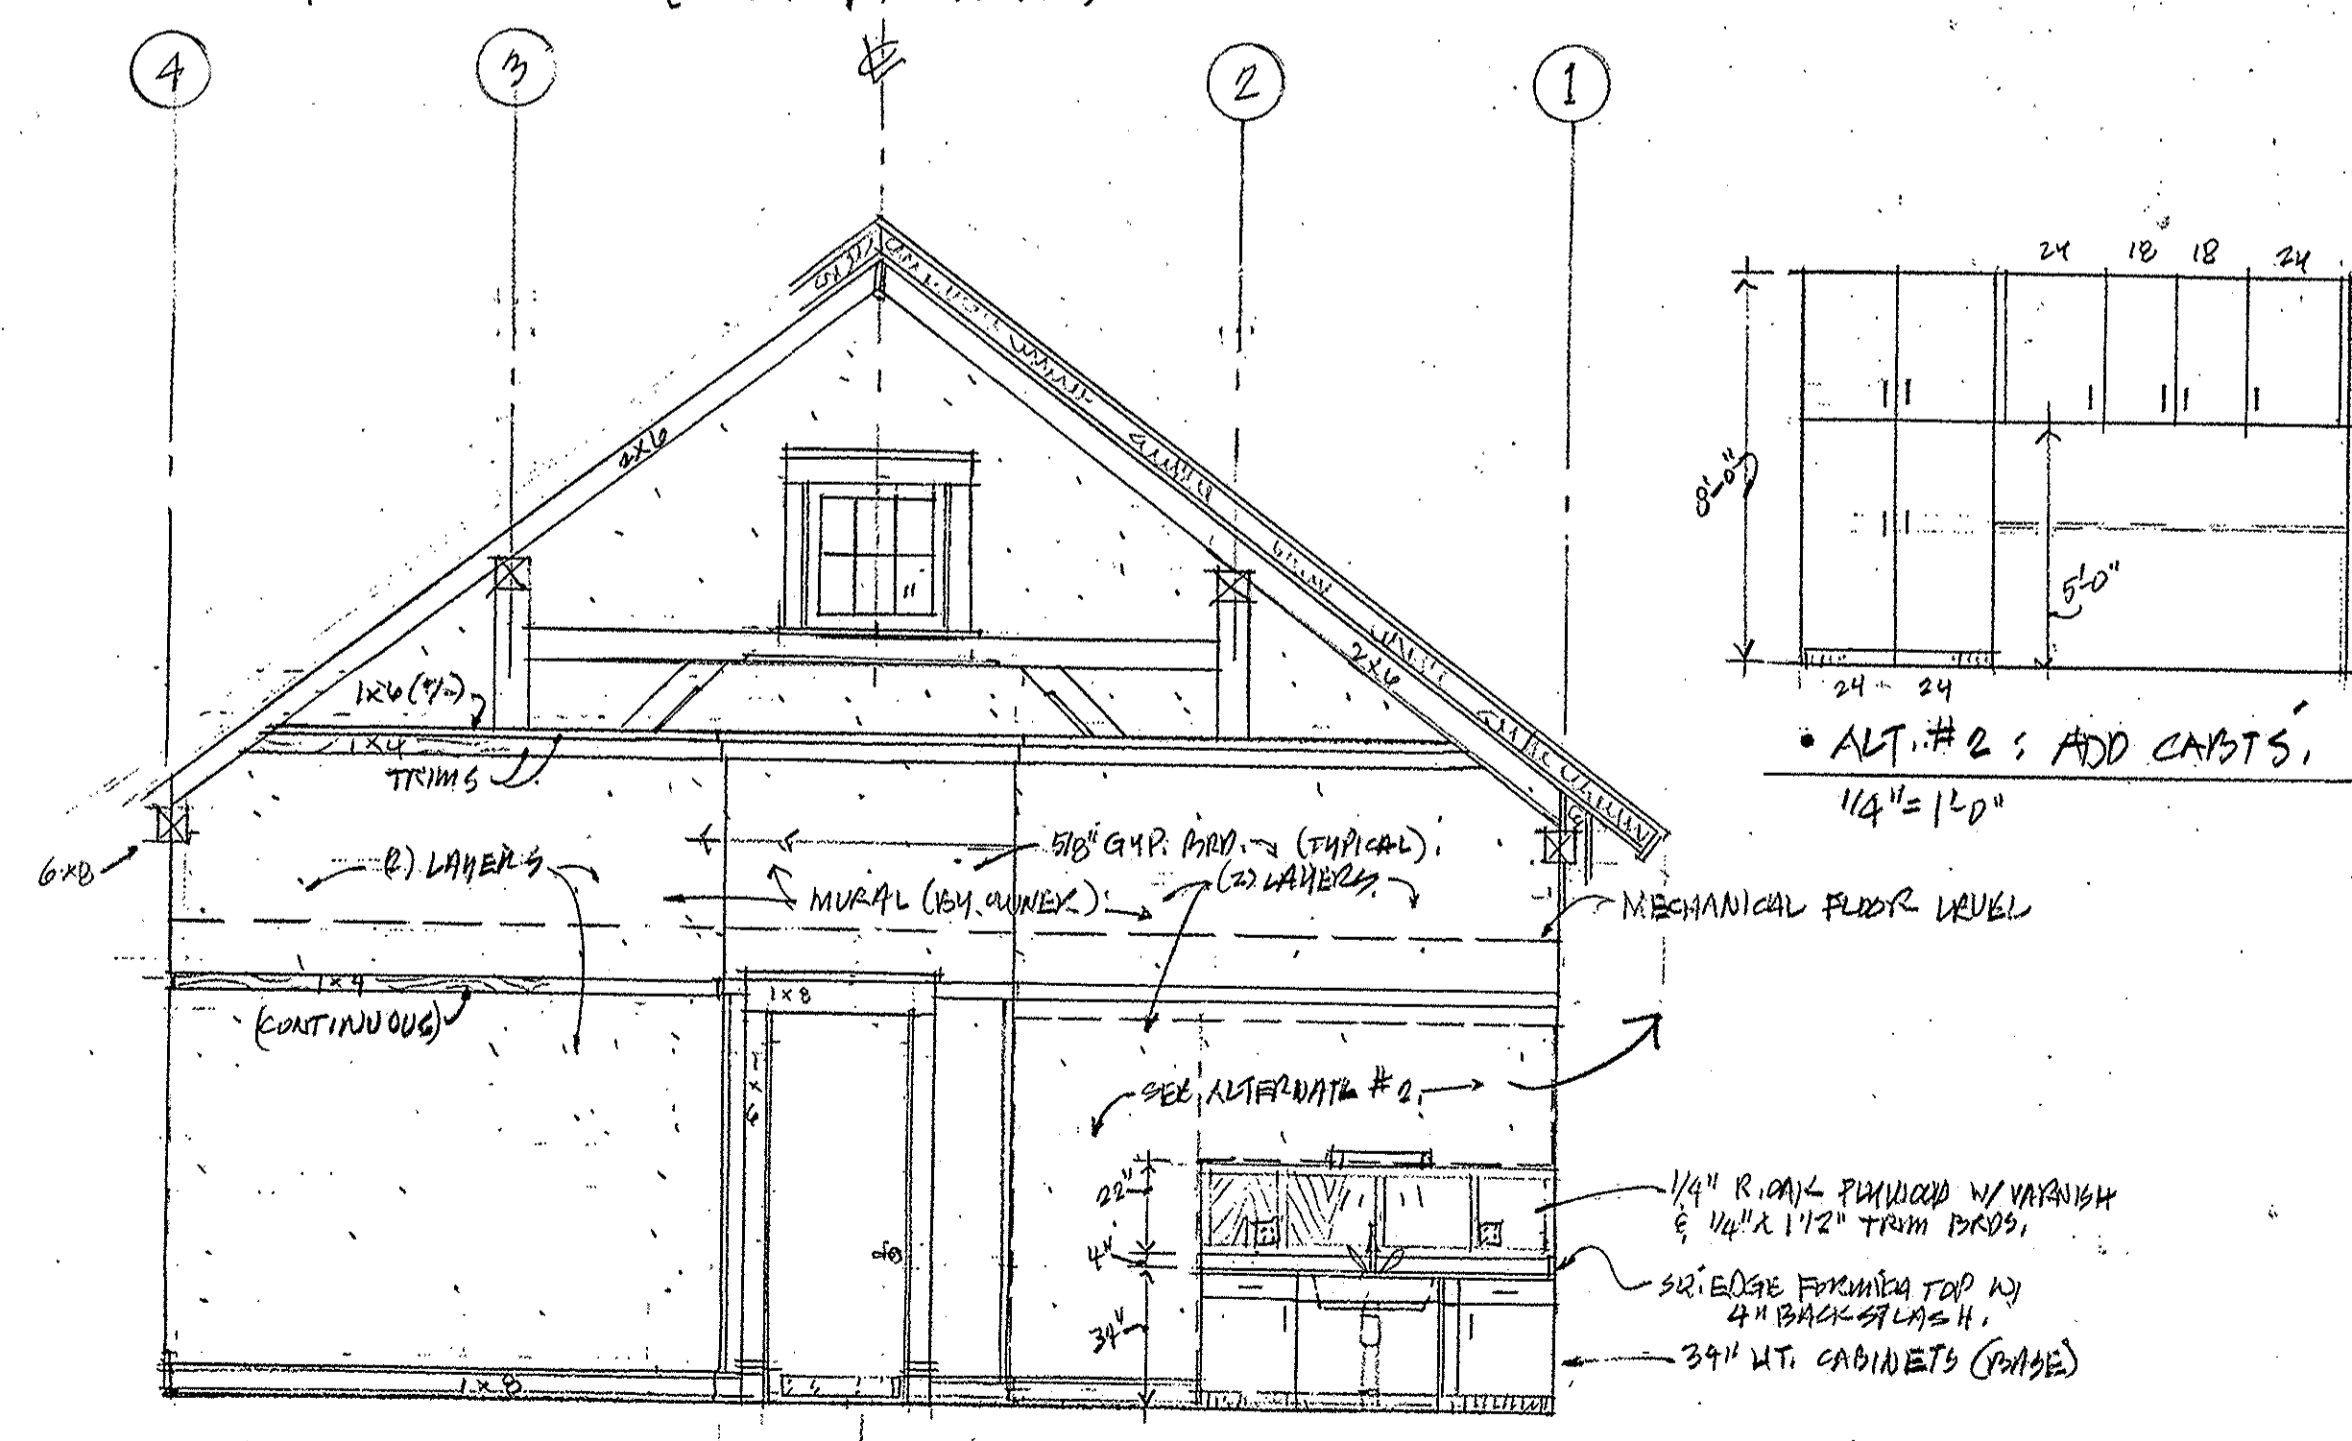 4
3
℄
2
1
24 18 18 24
2x6
8'-0"
5'-0"
2x6
1x6 (+/-)
1x4
TRIMS
24 24
• ALT. #2 : ADD CABTS.
1/4" = 1'-0"
6x8
(2) LAYERS
5/8" GYP. BRD. (TYPICAL).
(2) LAYERS
MURAL (BY OWNER)
MECHANICAL FLOOR LEVEL
1x4
(CONTINUOUS)
1x8
1x6
SEE ALTERNATE #2
22"
4"
34"
1/4" R. OAK PLYWOOD W/ VARNISH
& 1/4" x 1 1/2" TRIM BRDS.
SQ. EDGE FORMICA TOP W/
4" BACKSPLASH.
34" HT. CABINETS (BASE)
1x8